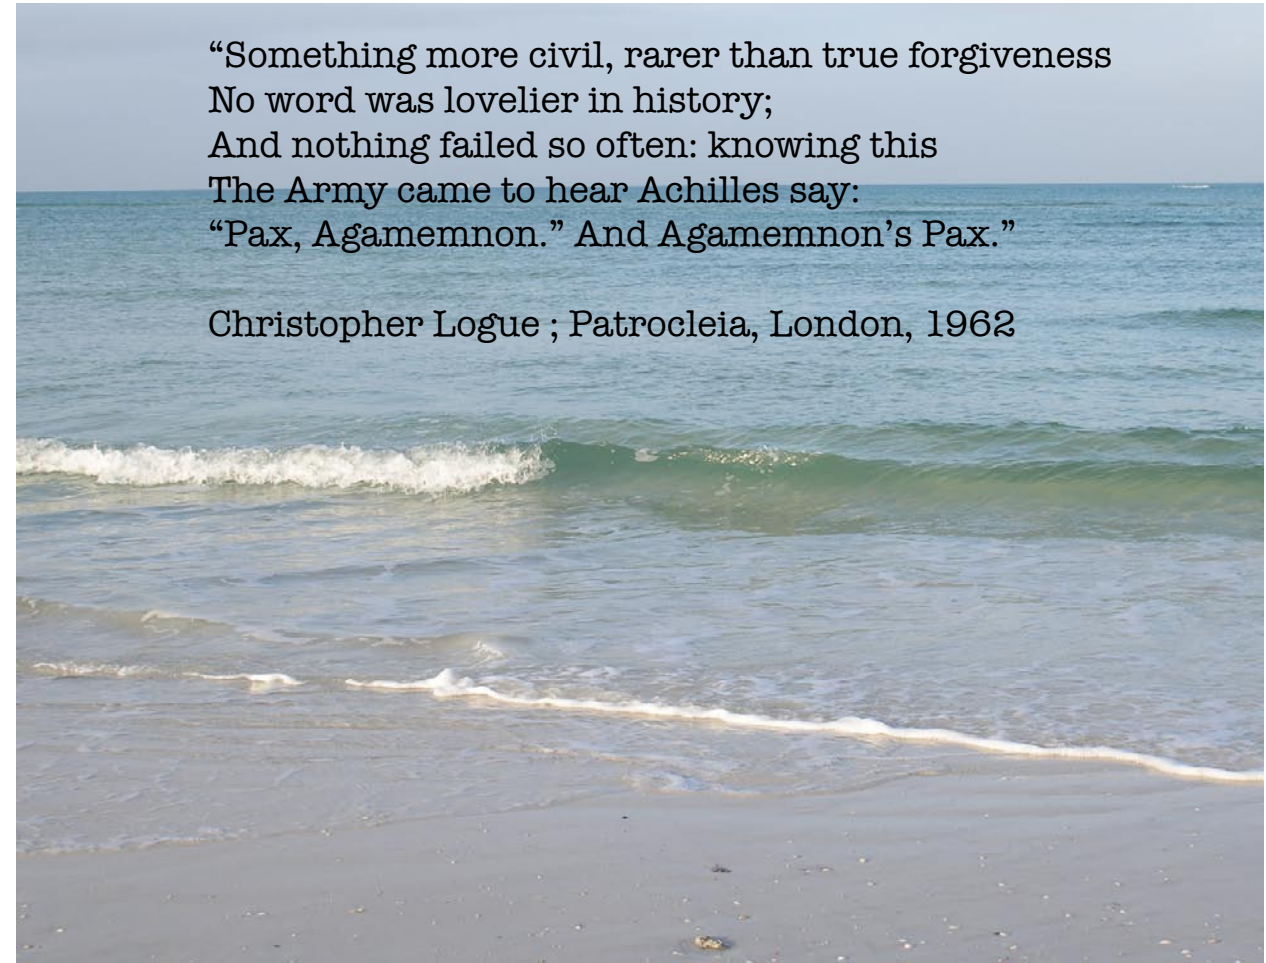 “Something more civil, rarer than true forgiveness
No word was lovelier in history;
And nothing failed so often: knowing this
The Army came to hear Achilles say:
“Pax, Agamemnon.” And Agamemnon’s Pax.”
Christopher Logue ; Patrocleia, London, 1962